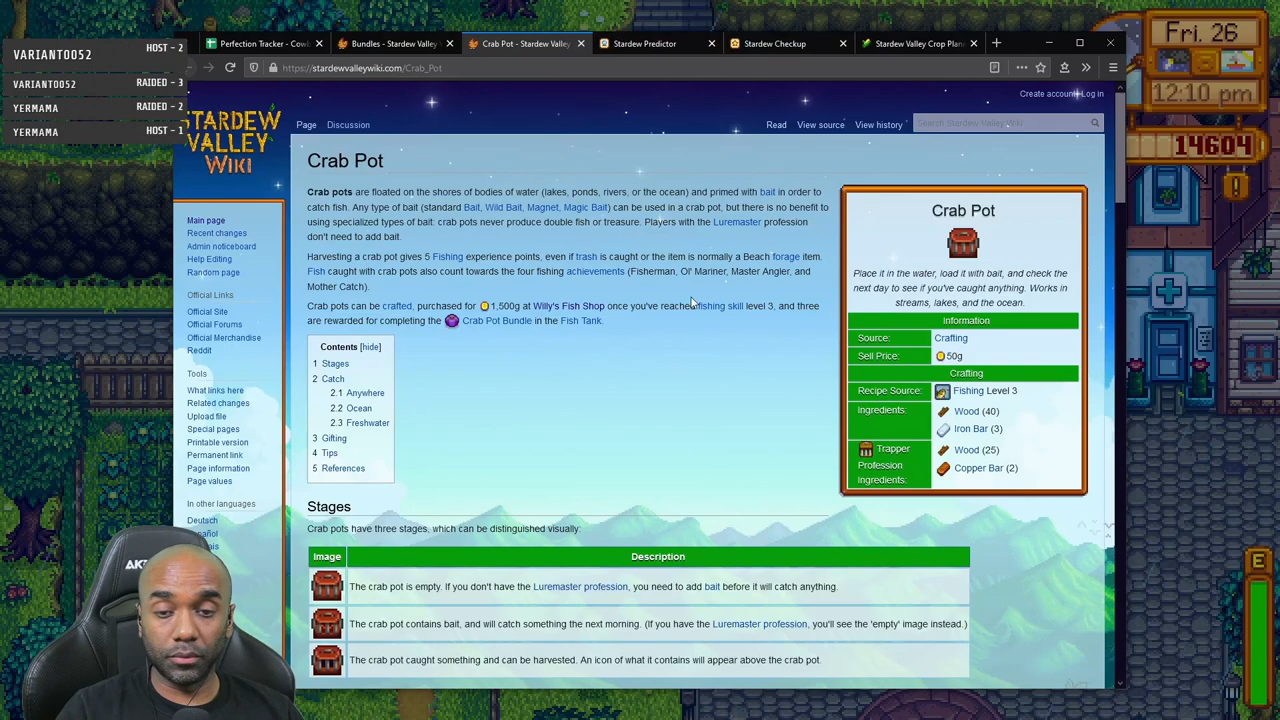 VARIANT0052 HOST - 2
VARIANT0052 RAIDED - 3
YERMAMA RAIDED - 2
YERMAMA HOST - 1
Perfection Tracker - Cowb
Bundles - Stardew Valley
Crab Pot - Stardew Valley
Stardew Predictor
Stardew Checkup
Stardew Valley Crop Plann
https://stardewvalleywiki.com/Crab_Pot
Fri. 26
12:10 pm
14604
Create account Log in
STARDEW
VALLEY
WIKI
Page Discussion Read View source View history Search Stardew Valley Wiki
Main page
Recent changes
Admin noticeboard
Help Editing
Random page
Official Links
Official Site
Official Forums
Official Merchandise
Reddit
Tools
What links here
Related changes
Upload file
Special pages
Printable version
Permanent link
Page information
Page values
In other languages
Deutsch
Crab Pot
Crab pots are floated on the shores of bodies of water (lakes, ponds, rivers, or the ocean) and primed with bait in order to
catch fish. Any type of bait (standard Bait, Wild Bait, Magnet, Magic Bait) can be used in a crab pot, but there is no benefit to
using specialized types of bait: crab pots never produce double fish or treasure. Players with the Luremaster profession
don't need to add bait.
Harvesting a crab pot gives 5 Fishing experience points, even if trash is caught or the item is normally a Beach forage item.
Fish caught with crab pots also count towards the four fishing achievements (Fisherman, Ol' Mariner, Master Angler, and
Mother Catch).
Crab pots can be crafted, purchased for 1,500g at Willy's Fish Shop once you've reached fishing skill level 3, and three
are rewarded for completing the Crab Pot Bundle in the Fish Tank.
Contents [hide]
1 Stages
2 Catch
2.1 Anywhere
2.2 Ocean
2.3 Freshwater
3 Gifting
4 Tips
5 References
Crab Pot
Place it in the water, load it with bait, and check the
next day to see if you've caught anything. Works in
streams, lakes, and the ocean.
Information
Source: Crafting
Sell Price: 50g
Crafting
Recipe Source: Fishing Level 3
Ingredients: Wood (40)
Iron Bar (3)
Trapper
Profession
Ingredients:
Wood (25)
Copper Bar (2)
Stages
Crab pots have three stages, which can be distinguished visually:
Image Description
The crab pot is empty. If you don't have the Luremaster profession, you need to add bait before it will catch anything.
The crab pot contains bait, and will catch something the next morning. (If you have the Luremaster profession, you'll see the 'empty' image instead.)
The crab pot caught something and can be harvested. An icon of what it contains will appear above the crab pot.
E